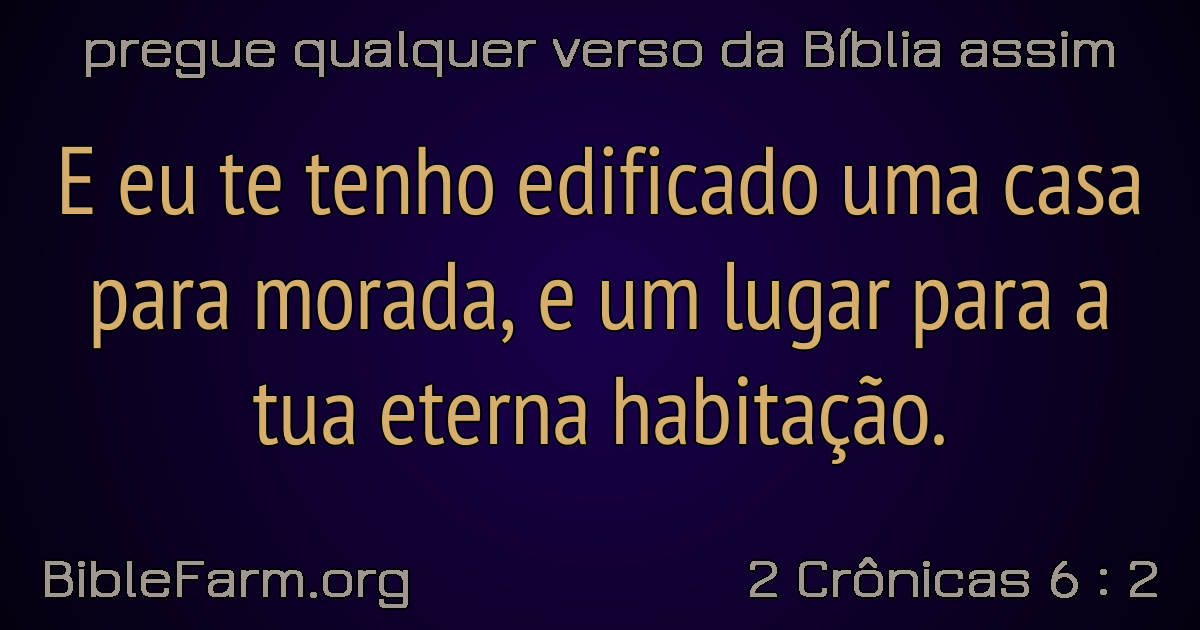 pregue qualquer verso da Bíblia assim
E eu te tenho edificado uma casa
para morada, e um lugar para a
tua eterna habitação.
BibleFarm.org
2 Crônicas 6 : 2